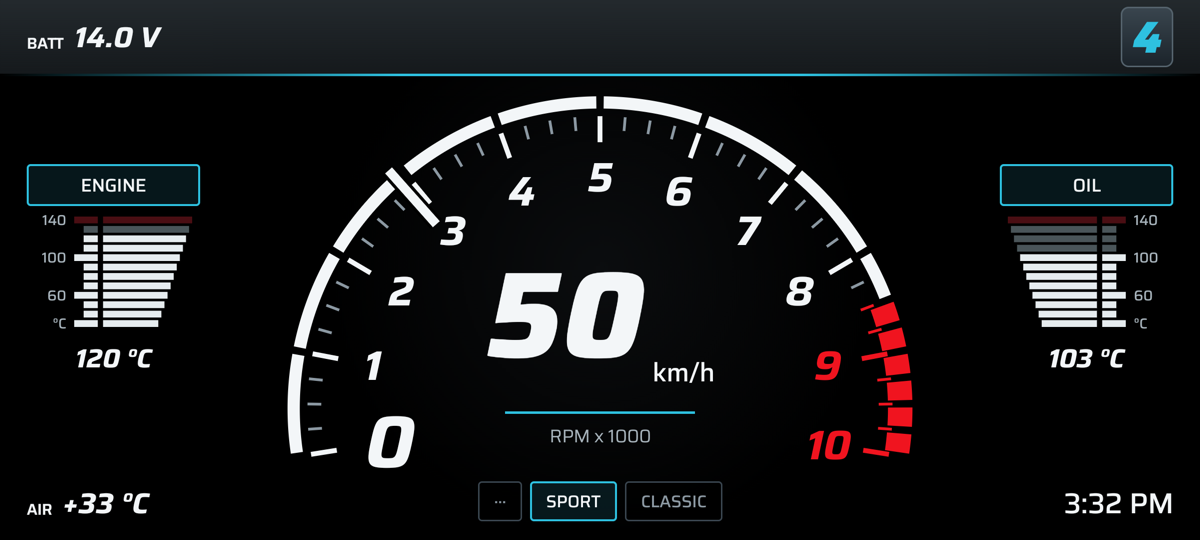 BATT 14.0 V
4
ENGINE
140
100
60
°C
120 °C
0
1
2
3
4
5
6
7
8
9
10
50
km/h
RPM x 1000
OIL
140
100
60
°C
103 °C
AIR +33 °C
...
SPORT
CLASSIC
3:32 PM